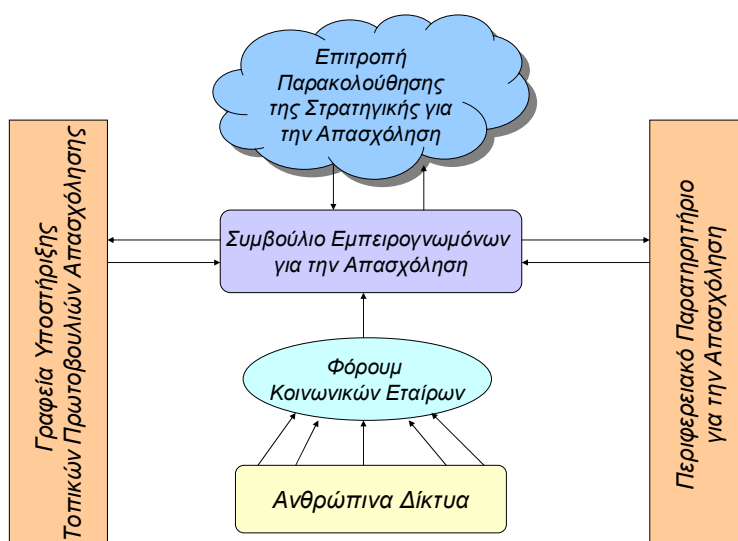 Επιτροπή
Παρακολούθησης
της Στρατηγικής για
την Απασχόληση
Γραφεία Υποστήριξης
Τοπικών Πρωτοβουλιών Απασχόλησης
Συμβούλιο Εμπειρογνωμόνων
για την Απασχόληση
Περιφερειακό Παρατηρητήριο
για την Απασχόληση
Φόρουμ
Κοινωνικών Εταίρων
Ανθρώπινα Δίκτυα